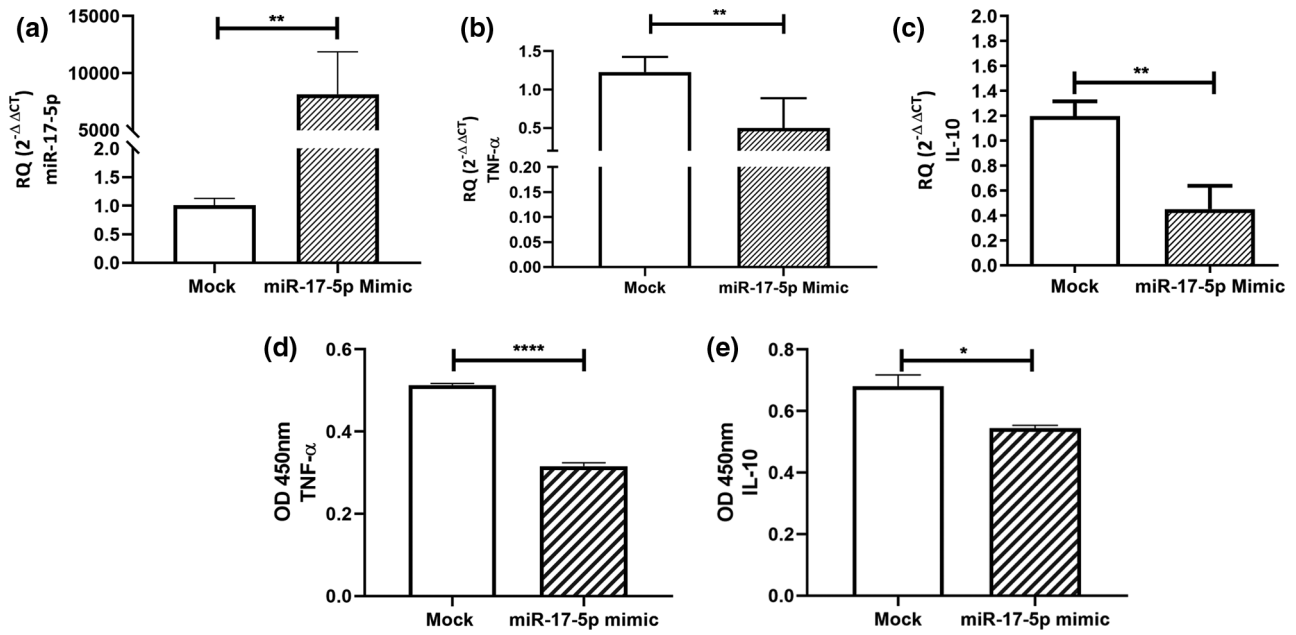 (a)
**
15000
10000
5000
2.0
1.5
1.0
0.5
0.0
RQ (2^-Δ ΔCT)
miR-17-5p
Mock
miR-17-5p Mimic
(b)
**
1.5
1.0
0.5
0.20
0.15
0.10
0.05
0.00
RQ (2^-Δ ΔCT)
TNF-α
Mock
miR-17-5p Mimic
(c)
**
2.0
1.8
1.6
1.4
1.2
1.0
0.8
0.6
0.4
0.2
0.0
RQ (2^-Δ ΔCT)
IL-10
Mock
miR-17-5p Mimic
(d)
****
0.6
0.4
0.2
0.0
OD 450nm
TNF-α
Mock
miR-17-5p mimic
(e)
*
0.8
0.6
0.4
0.2
0.0
OD 450nm
IL-10
Mock
miR-17-5p mimic